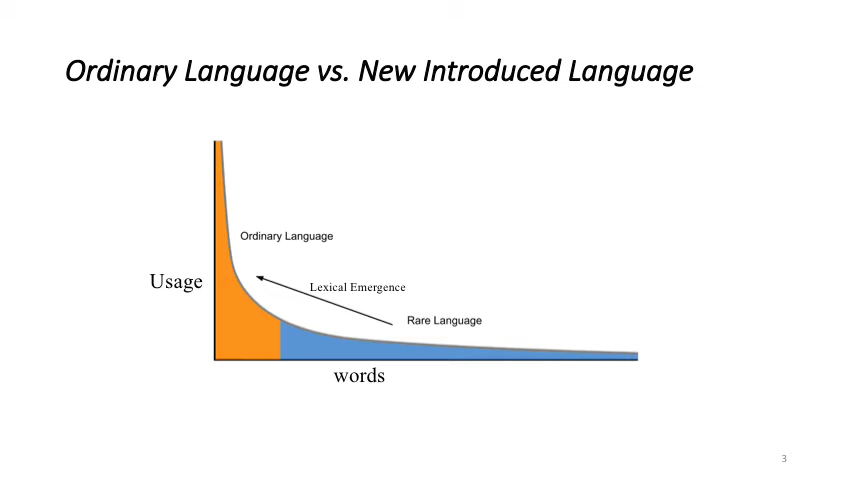 Ordinary Language vs. New Introduced Language
Ordinary Language
Usage
Lexical Emergence
Rare Language
words
3